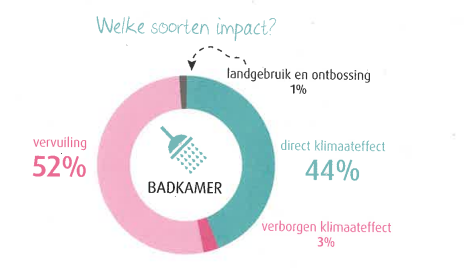 Welke soorten impact?
landgebruik en ontbossing
1%
vervuiling
52%
direct klimaateffect
44%
BADKAMER
verborgen klimaateffect
3%